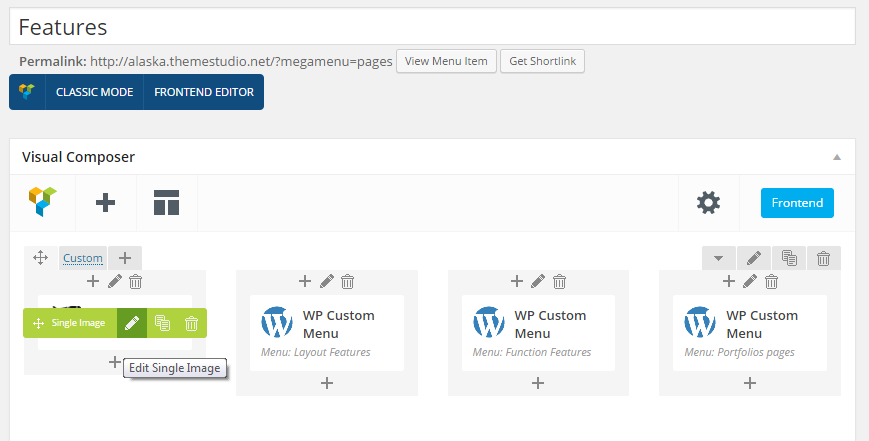 Features
Permalink: http://alaska.themestudio.net/?megamenu=pages View Menu Item Get Shortlink
CLASSIC MODE FRONTEND EDITOR
Visual Composer
Frontend
Custom
Single Image
Edit Single Image
WP Custom
Menu
Menu: Layout Features
WP Custom
Menu
Menu: Function Features
WP Custom
Menu
Menu: Portfolios pages